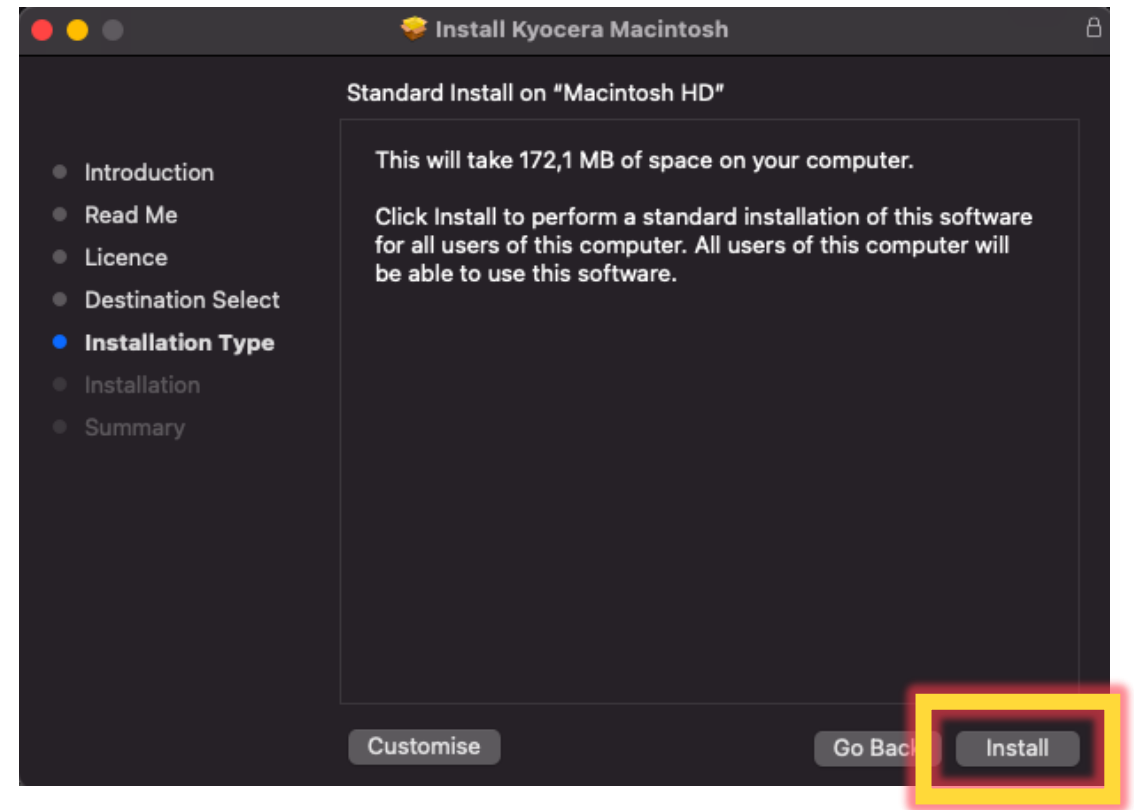 Install Kyocera Macintosh
Standard Install on “Macintosh HD”
Introduction
Read Me
Licence
Destination Select
Installation Type
Installation
Summary
This will take 172,1 MB of space on your computer.
Click Install to perform a standard installation of this software
for all users of this computer. All users of this computer will
be able to use this software.
Customise
Go Back
Install